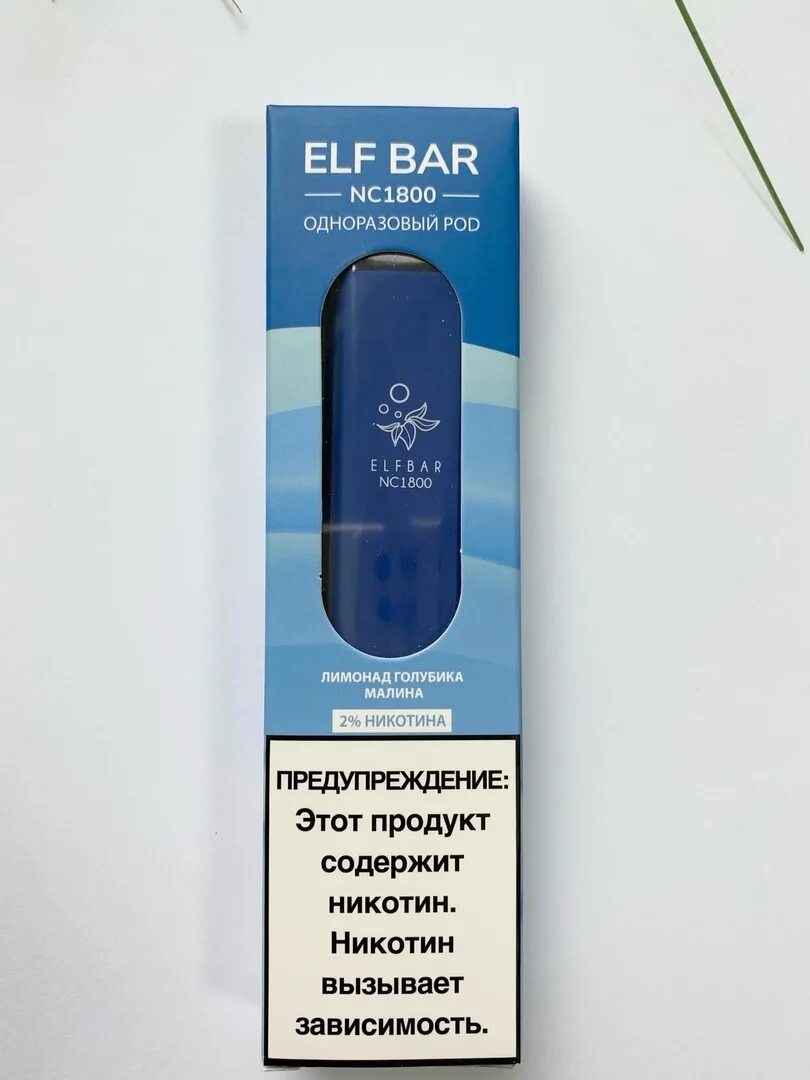 ELF BAR
NC1800
ОДНОРАЗОВЫЙ POD
ELFBAR
NC1800
ЛИМОНАД ГОЛУБИКА
МАЛИНА
2% НИКОТИНА
ПРЕДУПРЕЖДЕНИЕ:
Этот продукт
содержит
никотин.
Никотин
вызывает
зависимость.